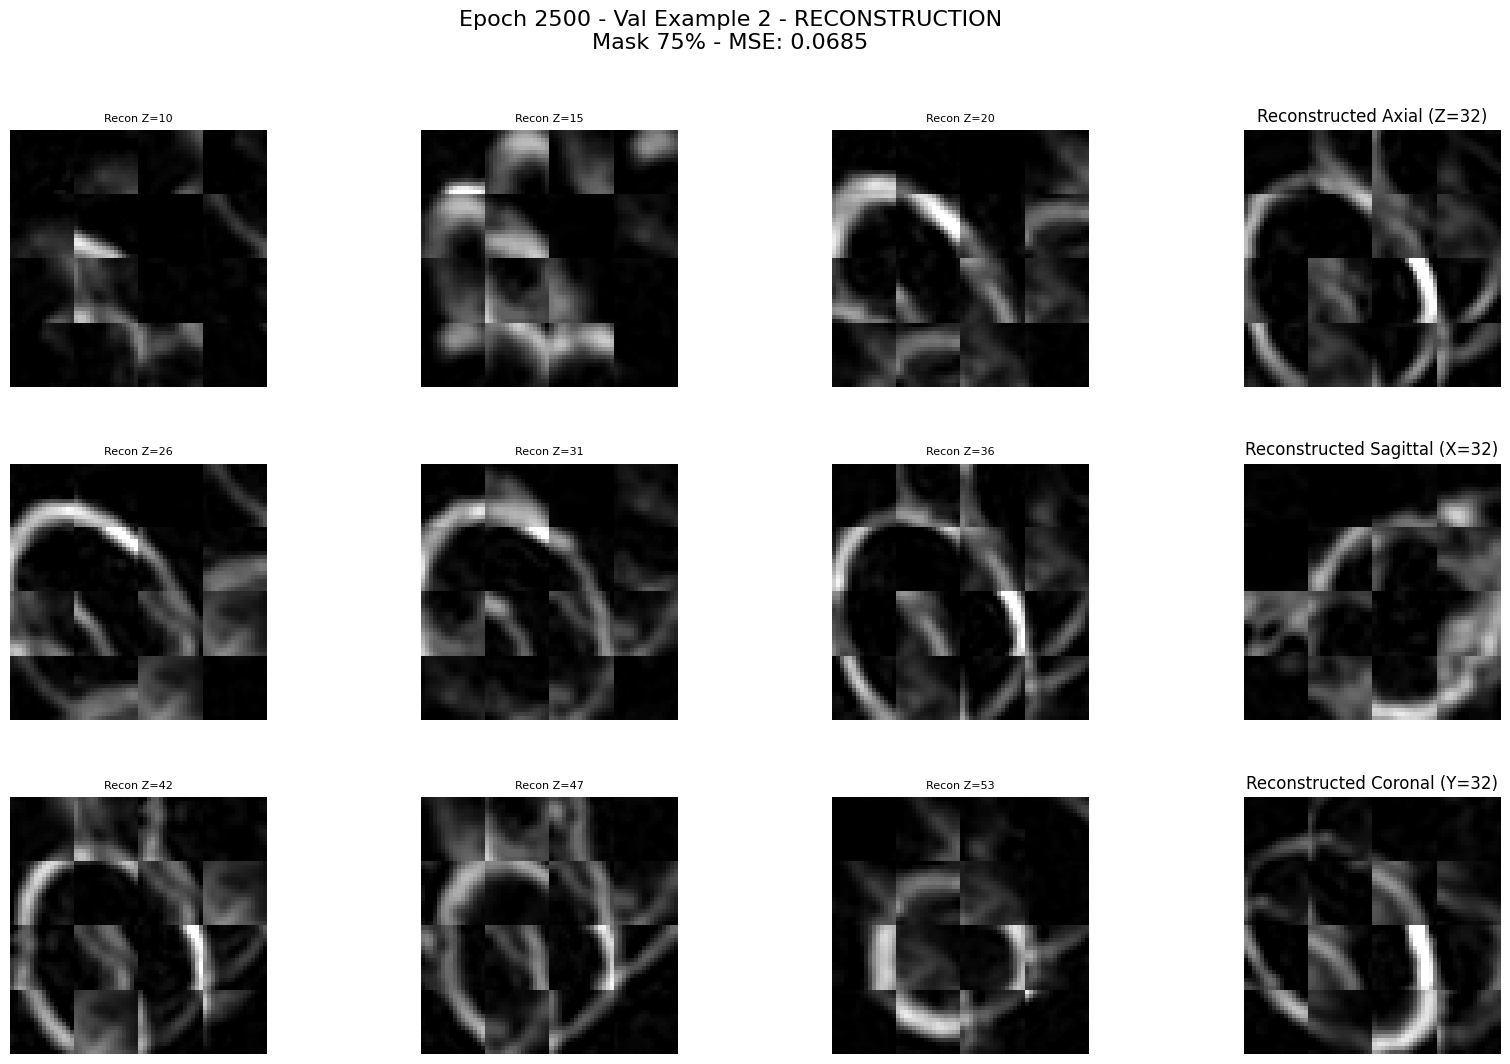 Epoch 2500 - Val Example 2 - RECONSTRUCTION
Mask 75% - MSE: 0.0685
Recon Z=10
Recon Z=15
Recon Z=20
Reconstructed Axial (Z=32)
Recon Z=26
Recon Z=31
Recon Z=36
Reconstructed Sagittal (X=32)
Recon Z=42
Recon Z=47
Recon Z=53
Reconstructed Coronal (Y=32)